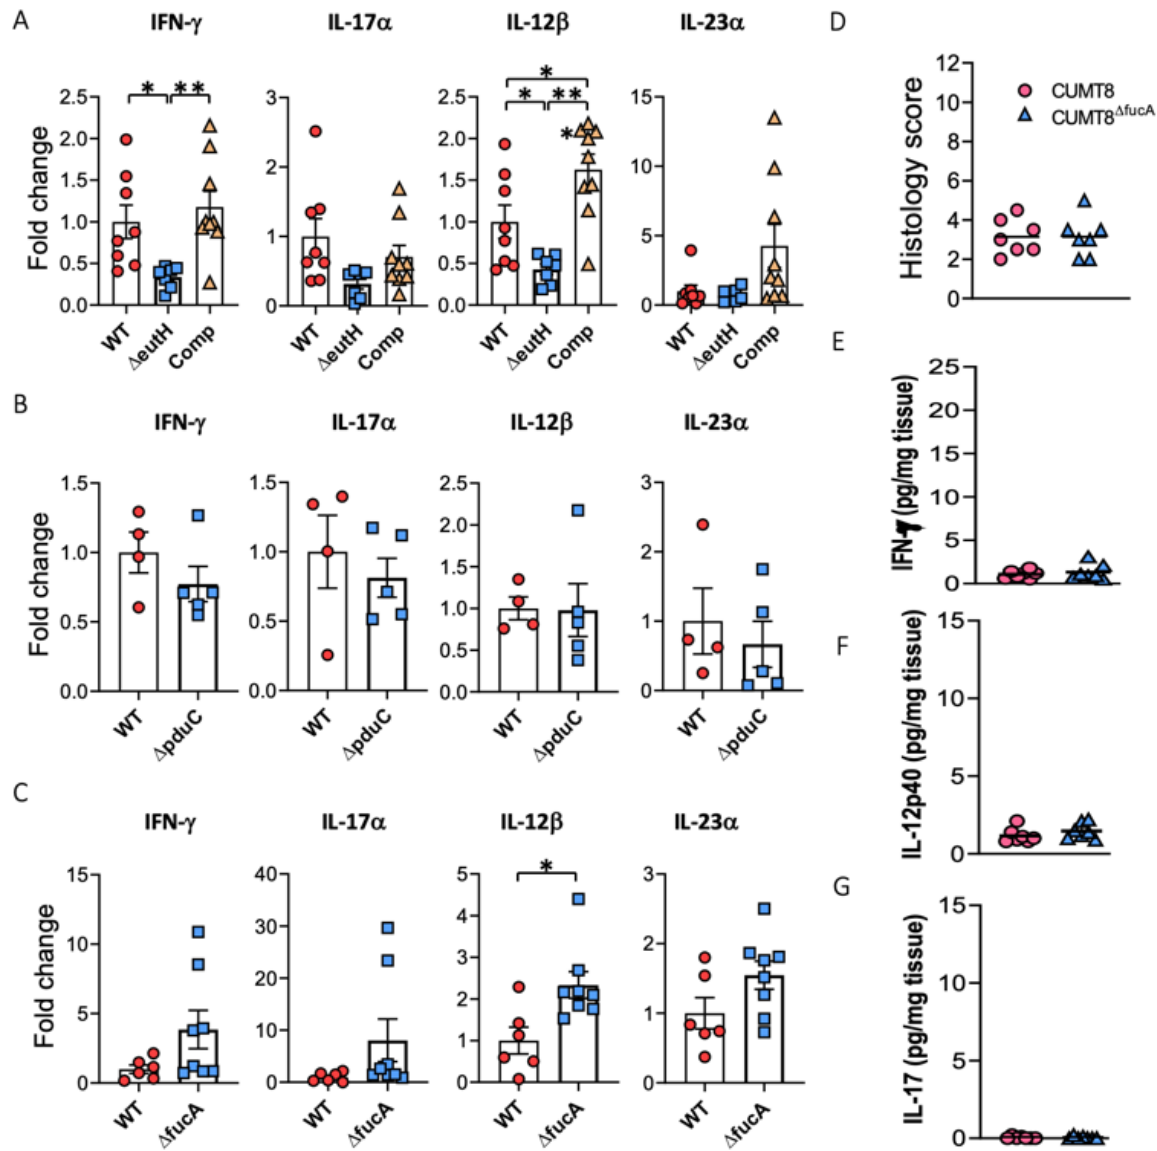 A
IFN-γ
IL-17α
IL-12β
IL-23α
Fold change
2.5
2.0
1.5
1.0
0.5
0.0
* **
WT
ΔeutH
Comp
3
2
1
0
WT
ΔeutH
Comp
2.5
2.0
1.5
1.0
0.5
0.0
*
* **
*
WT
ΔeutH
Comp
15
10
5
0
WT
ΔeutH
Comp
B
IFN-γ
IL-17α
IL-12β
IL-23α
Fold change
1.5
1.0
0.5
0.0
WT
ΔpduC
1.5
1.0
0.5
0.0
WT
ΔpduC
2.5
2.0
1.5
1.0
0.5
0.0
WT
ΔpduC
3
2
1
0
WT
ΔpduC
C
IFN-γ
IL-17α
IL-12β
IL-23α
Fold change
15
10
5
0
WT
ΔfucA
40
30
20
10
0
WT
ΔfucA
5
4
3
2
1
0
*
WT
ΔfucA
3
2
1
0
WT
ΔfucA
D
Histology score
12
10
8
6
4
2
0
CUMT8
CUMT8ΔfucA
E
IFN-γ (pg/mg tissue)
25
20
15
10
5
0
F
IL-12p40 (pg/mg tissue)
15
10
5
0
G
IL-17 (pg/mg tissue)
15
10
5
0